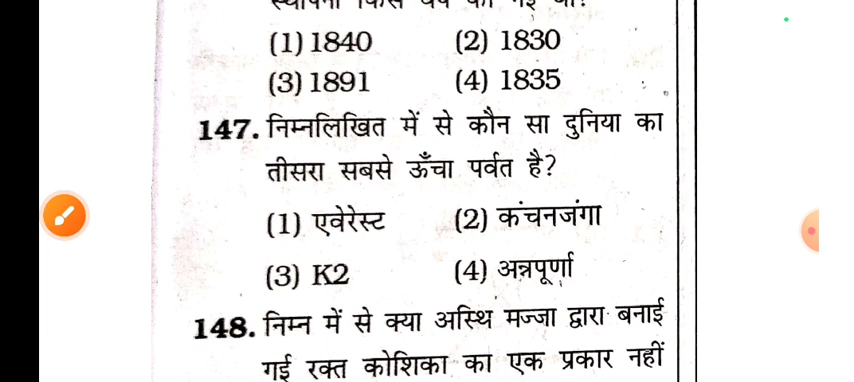 (1) 1840 (2) 1830
(3) 1891 (4) 1835
147. निम्नलिखित में से कौन सा दुनिया का
तीसरा सबसे ऊँचा पर्वत है?
(1) एवेरेस्ट (2) कंचनजंगा
(3) K2 (4) अन्नपूर्णा
148. निम्न में से क्या अस्थि मज्जा द्वारा बनाई
गई रक्त कोशिका का एक प्रकार नहीं